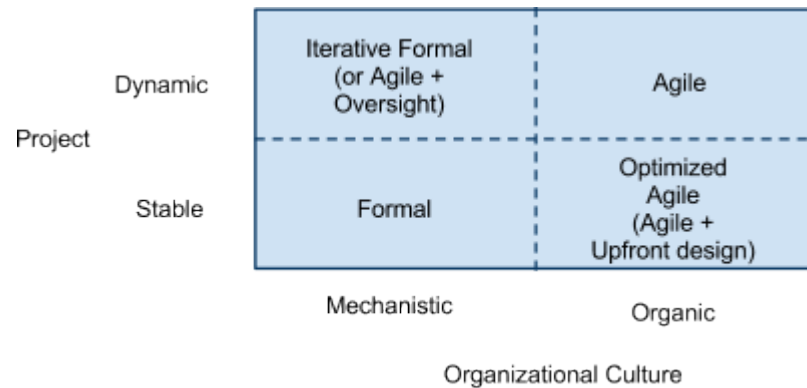 Iterative Formal
(or Agile +
Oversight)
Dynamic
Agile
Project
Stable
Formal
Optimized
Agile
(Agile +
Upfront design)
Mechanistic
Organic
Organizational Culture